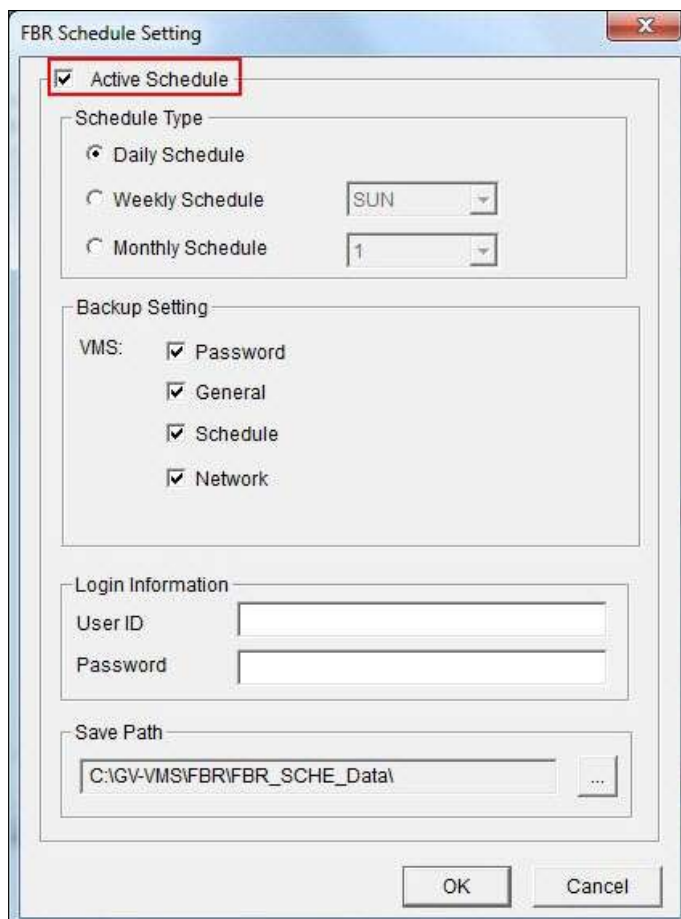 FBR Schedule Setting
Active Schedule
Schedule Type
Daily Schedule
Weekly Schedule SUN
Monthly Schedule 1
Backup Setting
VMS: Password
General
Schedule
Network
Login Information
User ID
Password
Save Path
C:\GV-VMS\FBR\FBR_SCHE_Data\ ...
OK Cancel